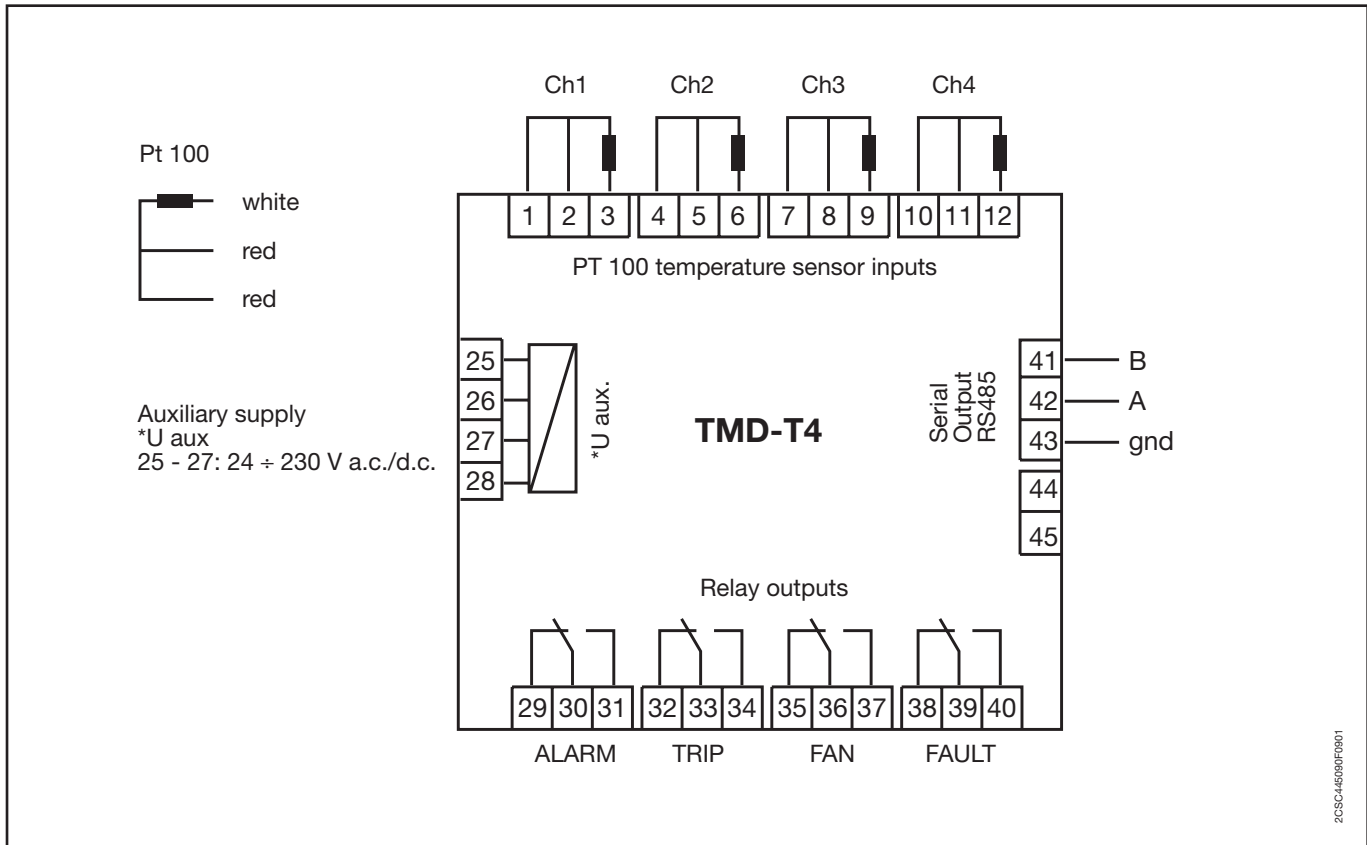 Ch1 Ch2 Ch3 Ch4
Pt 100
white
red
red
1 2 3 4 5 6 7 8 9 10 11 12
PT 100 temperature sensor inputs
Auxiliary supply
*U aux
25 - 27: 24 ÷ 230 V a.c./d.c.
25
26
27
28
*U aux.
TMD-T4
Serial
Output
RS485
41 B
42 A
43 gnd
44
45
Relay outputs
29 30 31 32 33 34 35 36 37 38 39 40
ALARM TRIP FAN FAULT
2CSC445090F0901